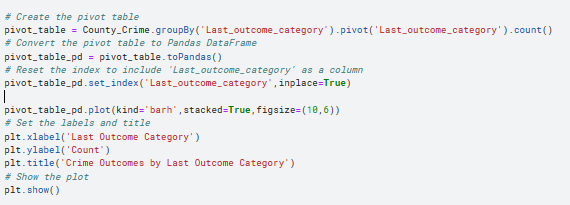 # Create the pivot table
pivot_table = County_Crime.groupBy('Last_outcome_category').pivot('Last_outcome_category').count()
# Convert the pivot table to Pandas DataFrame
pivot_table_pd = pivot_table.toPandas()
# Reset the index to include 'Last_outcome_category' as a column
pivot_table_pd.set_index('Last_outcome_category',inplace=True)
pivot_table_pd.plot(kind='barh',stacked=True,figsize=(10,6))
# Set the labels and title
plt.xlabel('Last Outcome Category')
plt.ylabel('Count')
plt.title('Crime Outcomes by Last Outcome Category')
# Show the plot
plt.show()